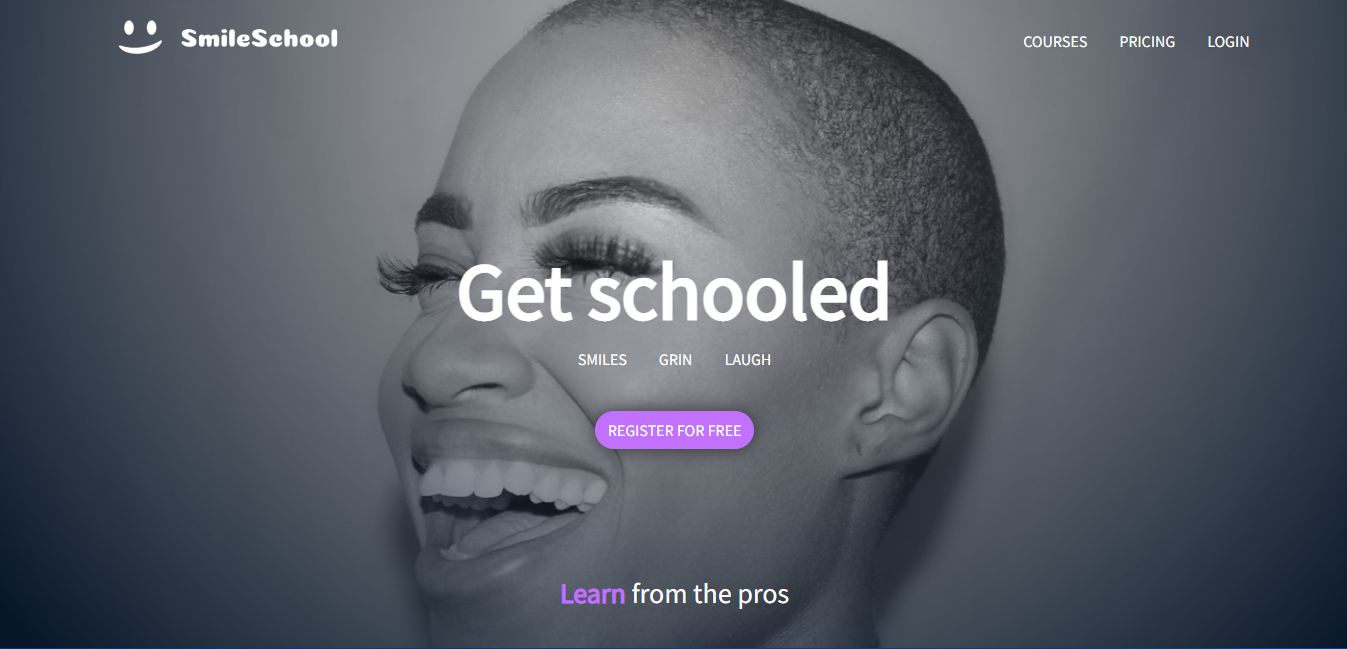 SmileSchool
COURSES PRICING LOGIN
Get schooled
SMILES GRIN LAUGH
REGISTER FOR FREE
Learn from the pros